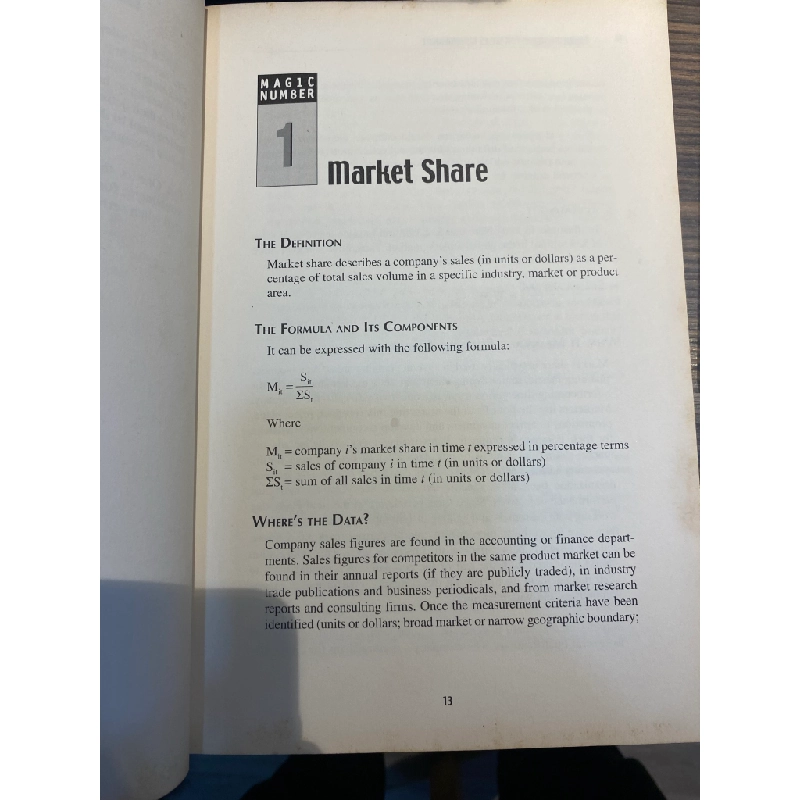 MAGIC
NUMBER
1
Market Share
THE DEFINITION
Market share describes a company's sales (in units or dollars) as a per-
centage of total sales volume in a specific industry, market or product
area.
THE FORMULA AND ITS COMPONENTS
It can be expressed with the following formula:
M_it = S_it / ΣS_t
Where
M_it = company i's market share in time t expressed in percentage terms
S_it = sales of company i in time t (in units or dollars)
ΣS_t = sum of all sales in time t (in units or dollars)
WHERE'S THE DATA?
Company sales figures are found in the accounting or finance depart-
ments. Sales figures for competitors in the same product market can be
found in their annual reports (if they are publicly traded), in industry
trade publications and business periodicals, and from market research
reports and consulting firms. Once the measurement criteria have been
identified (units or dollars; broad market or narrow geographic boundary;
13